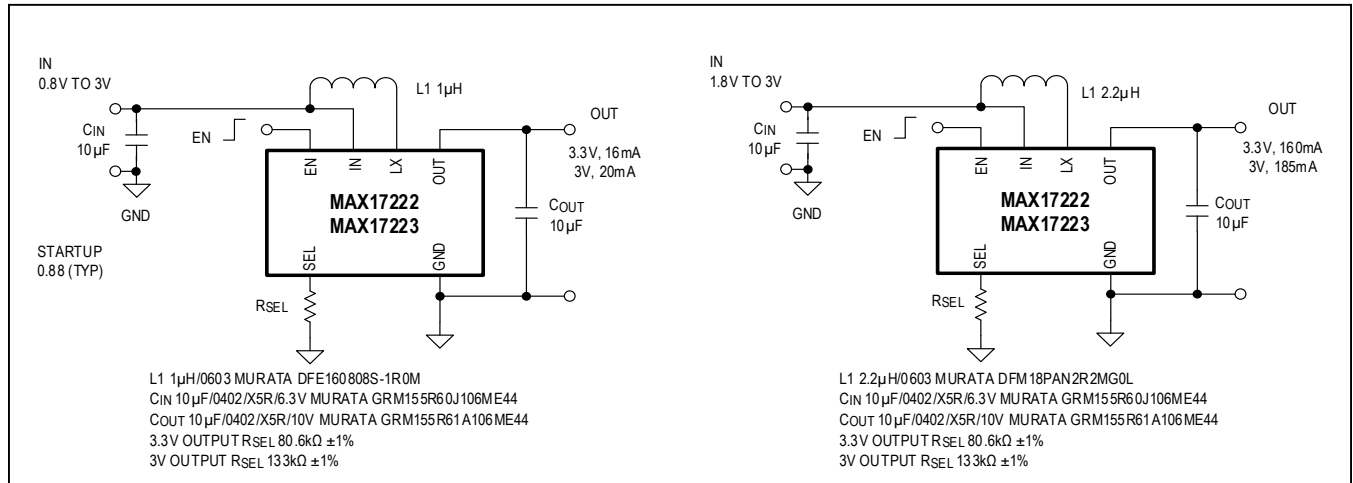 IN
0.8V TO 3V
L1 1µH
CIN
10µF
EN
EN
IN
LX
OUT
OUT
3.3V, 16mA
3V, 20mA
MAX17222
MAX17223
COUT
10µF
GND
STARTUP
0.88 (TYP)
SEL
GND
RSEL
L1 1µH/0603 MURATA DFE160808S-1R0M
CIN 10µF/0402/X5R/6.3V MURATA GRM155R60J106ME44
COUT 10µF/0402/X5R/10V MURATA GRM155R61A106ME44
3.3V OUTPUT RSEL 80.6kΩ ±1%
3V OUTPUT RSEL 133kΩ ±1%
IN
1.8V TO 3V
L1 2.2µH
CIN
10µF
EN
EN
IN
LX
OUT
OUT
3.3V, 160mA
3V, 185mA
MAX17222
MAX17223
COUT
10µF
GND
SEL
GND
RSEL
L1 2.2µH/0603 MURATA DFM18PAN2R2MG0L
CIN 10µF/0402/X5R/6.3V MURATA GRM155R60J106ME44
COUT 10µF/0402/X5R/10V MURATA GRM155R61A106ME44
3.3V OUTPUT RSEL 80.6kΩ ±1%
3V OUTPUT RSEL 133kΩ ±1%